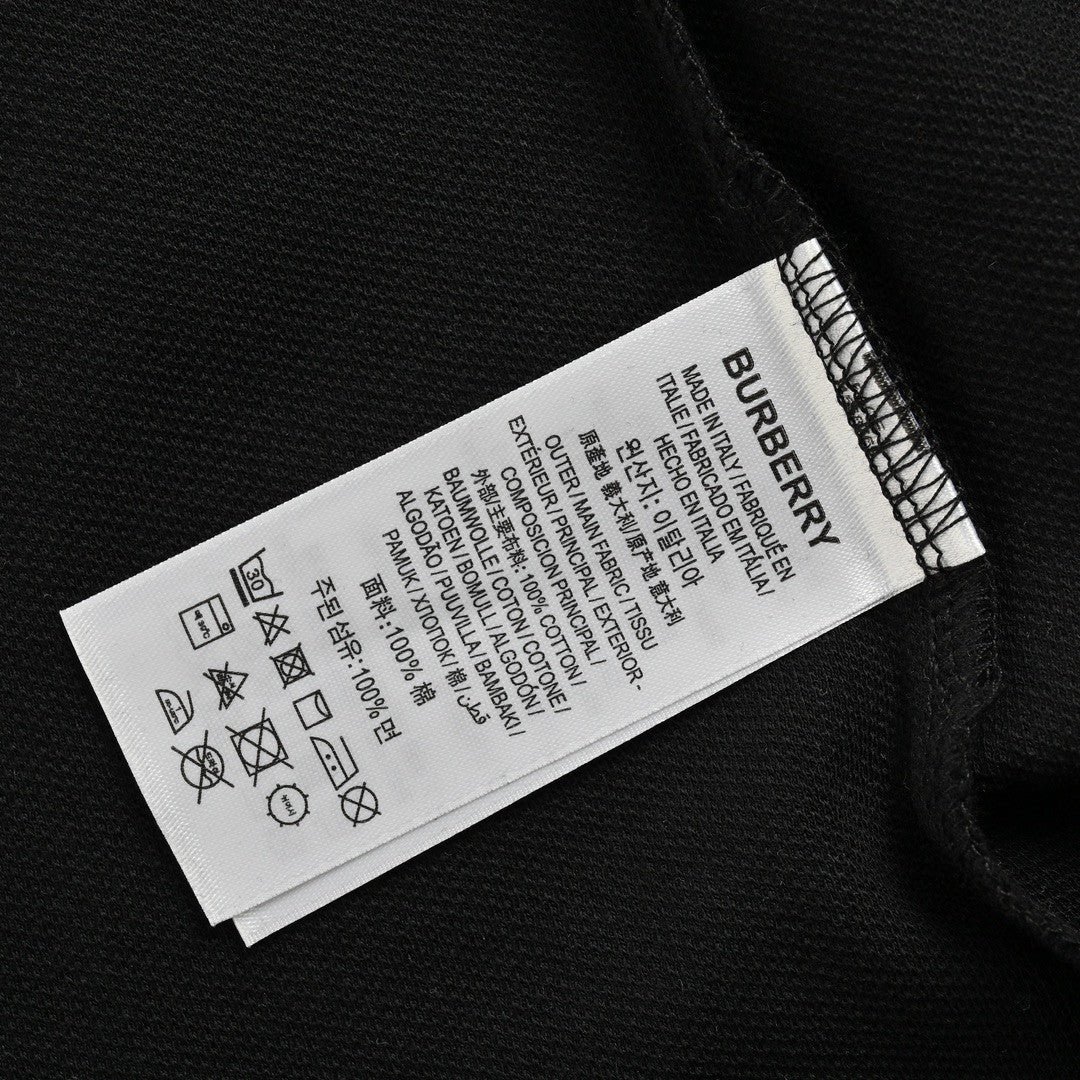 BURBERRY
MADE IN ITALY / FABRIQUÉ EN
ITALIE / FABRICADO EM ITÁLIA /
HECHO EN ITALIA
원산지: 이탈리아
原產地 義大利/原产地 意大利
OUTER / MAIN FABRIC / TISSU
EXTÉRIEUR / PRINCIPAL / EXTERIOR -
COMPOSICION PRINCIPAL /
外部/主要布料: 100% COTTON /
KATOEN / BOMULL / ALGODÓN /
BAUMWOLLE / COTON / COTONE /
ALGODÃO / PUUVILLA / BAMBAKI /
PAMUK / ХЛОПОК / 棉 / قطن
面料:100% 棉
주된 섬유:100% 면
30